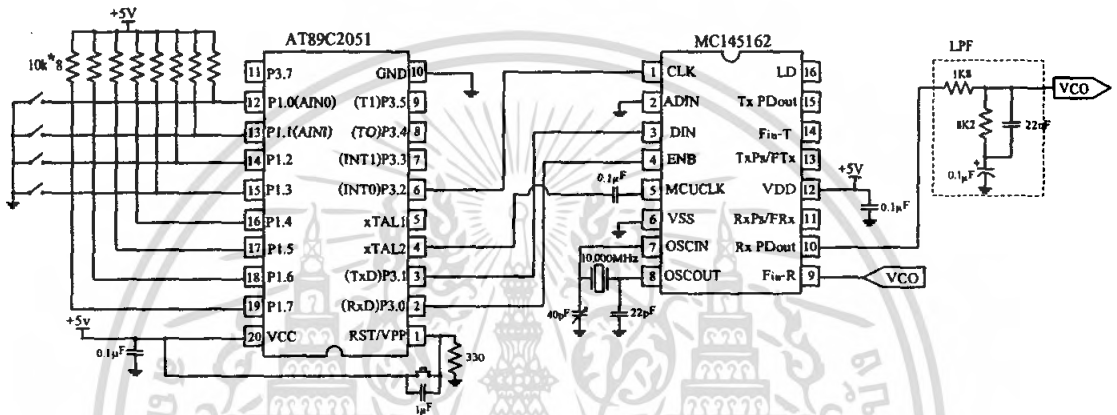 +5V
10k*8
AT89C2051
11 P3.7
12 P1.0(AIN0)
13 P1.1(AIN1)
14 P1.2
15 P1.3
16 P1.4
17 P1.5
18 P1.6
19 P1.7
20 VCC
GND 10
(T1)P3.5 9
(TO)P3.4 8
(INT1)P3.3 7
(INT0)P3.2 6
xTAL1 5
xTAL2 4
(TxD)P3.1 3
(RxD)P3.0 2
RST/VPP 1
+5v
0.1µF
330
1µF
MC145162
1 CLK
2 ADIN
3 DIN
4 ENB
5 MCUCLK
6 VSS
7 OSCIN
8 OSCOUT
LD 16
Tx PDout 15
Fin-T 14
TxPs/FTx 13
VDD 12
RxPs/FRx 11
Rx PDout 10
Fin-R 9
0.1µF
10,000MHz
40pF
22pF
+5V
0.1µF
LPF
1K8
8K2
22nF
+
0.1µF
VCO
VCO